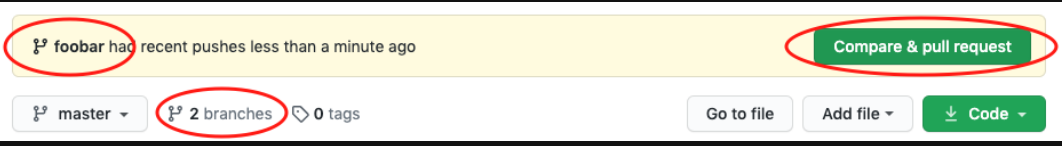 foobar had recent pushes less than a minute ago Compare & pull request
master 2 branches 0 tags Go to file Add file Code